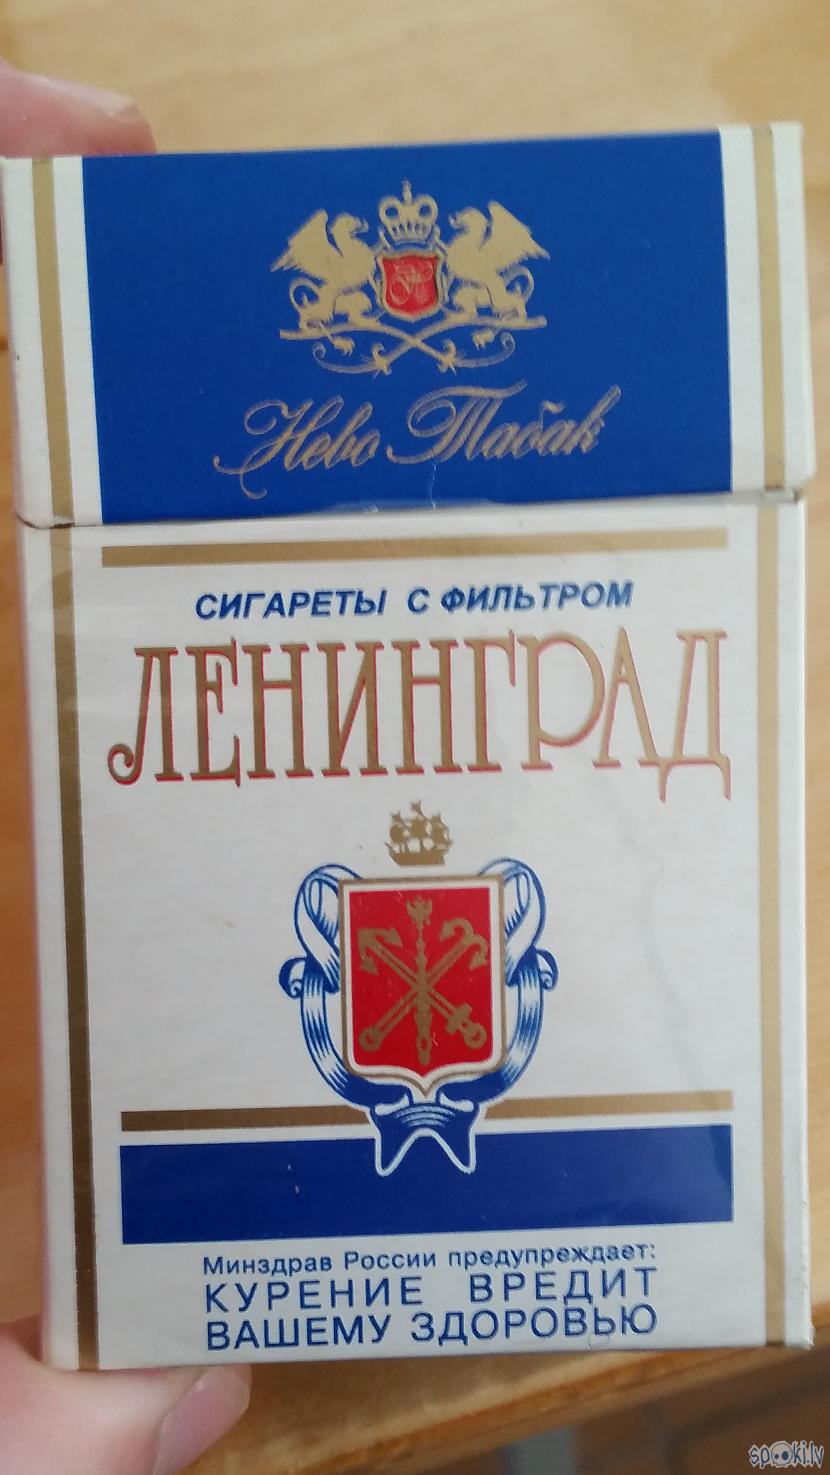 Нево Табак
СИГАРЕТЫ С ФИЛЬТРОМ
ЛЕНИНГРАД
Минздрав России предупреждает:
КУРЕНИЕ ВРЕДИТ
ВАШЕМУ ЗДОРОВЬЮ
spoki.lv